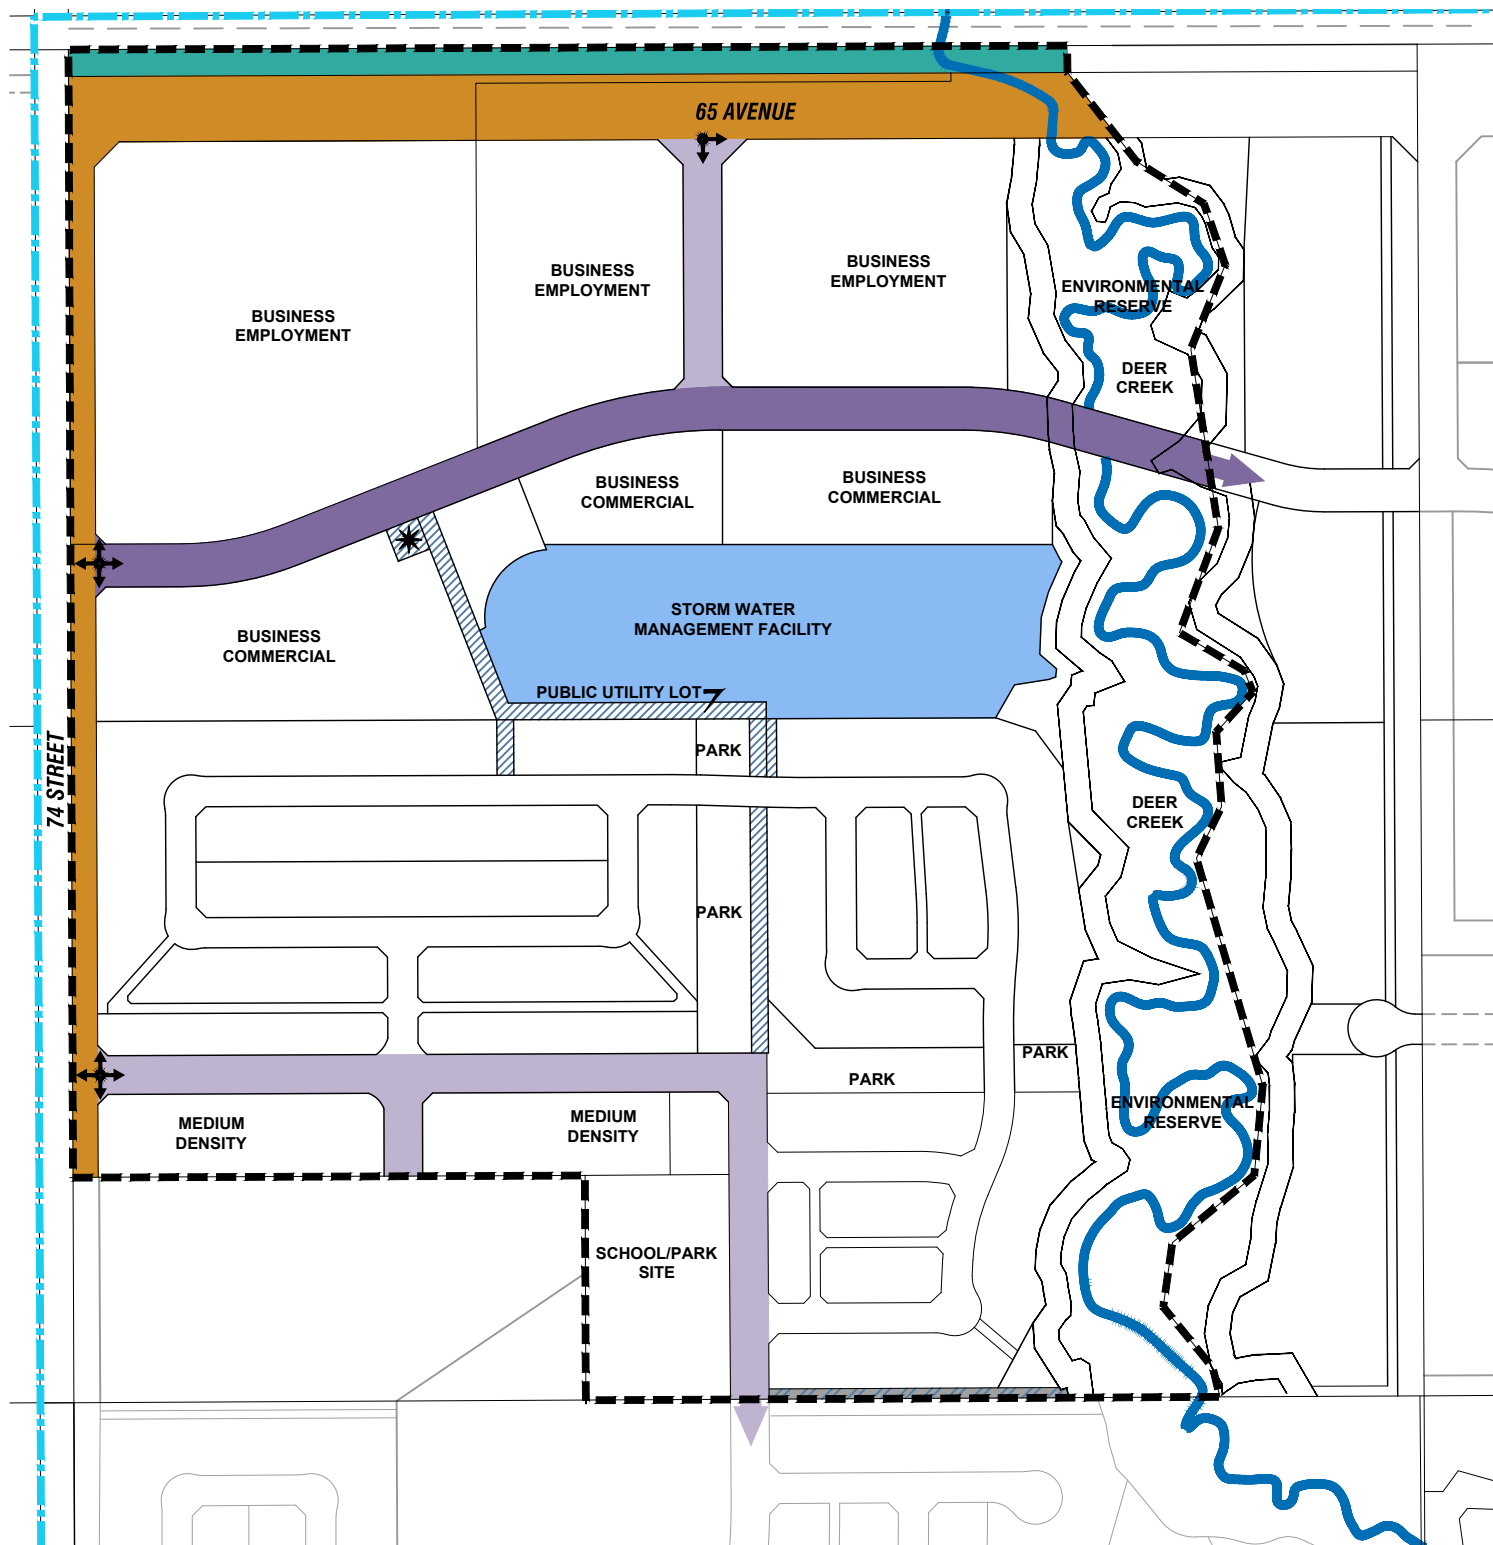 65 AVENUE
BUSINESS
EMPLOYMENT
BUSINESS
EMPLOYMENT
BUSINESS
EMPLOYMENT
ENVIRONMENTAL
RESERVE
DEER
CREEK
BUSINESS
COMMERCIAL
BUSINESS
COMMERCIAL
STORM WATER
MANAGEMENT FACILITY
BUSINESS
COMMERCIAL
PUBLIC UTILITY LOT
74 STREET
PARK
DEER
CREEK
PARK
PARK
PARK
ENVIRONMENTAL
RESERVE
MEDIUM
DENSITY
MEDIUM
DENSITY
SCHOOL/PARK
SITE